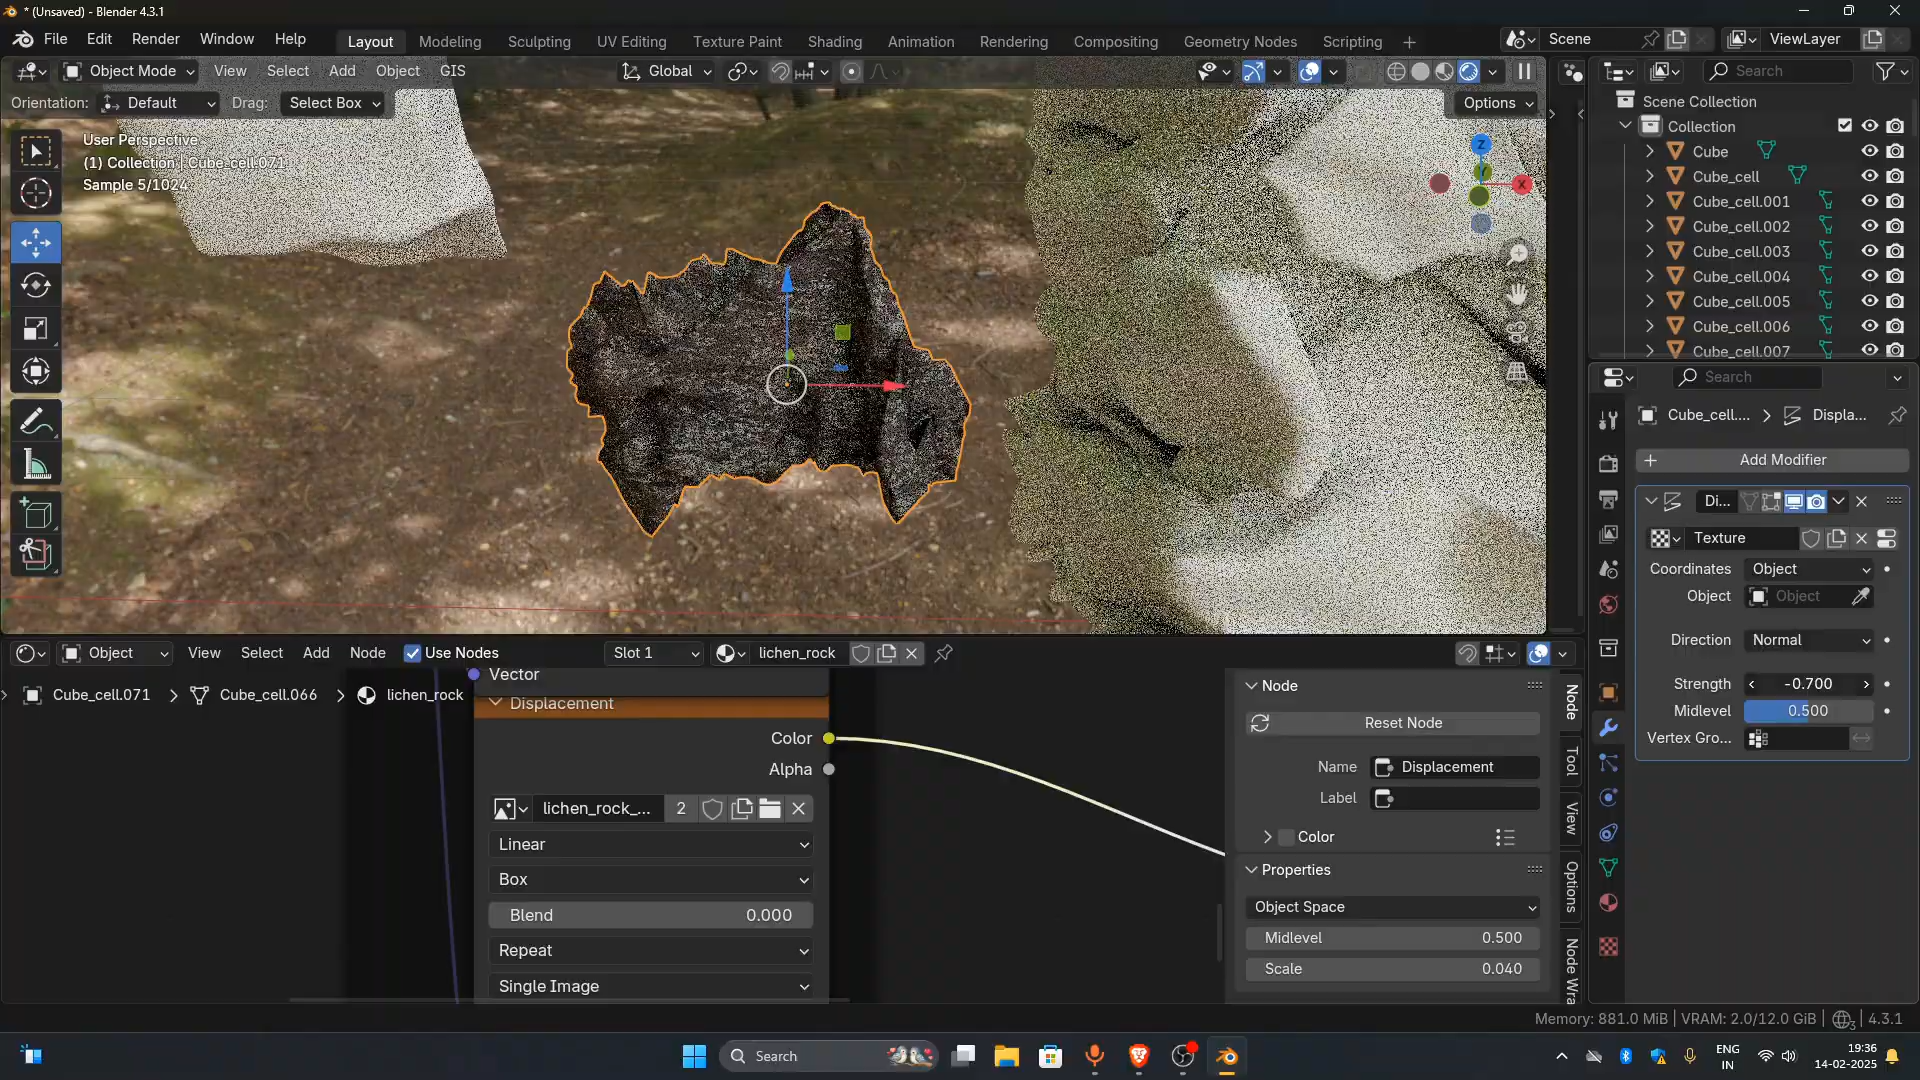 * (Unsaved) - Blender 4.3.1
File Edit Render Window Help Layout Modeling Sculpting UV Editing Texture Paint Shading Animation Rendering Compositing Geometry Nodes Scripting Scene ViewLayer
Object Mode View Select Add Object GIS Global Search
Orientation: Default Drag: Select Box Options
User Perspective
(1) Collection | Cube_cell.071
Sample 5/1024
Z
X
Scene Collection
Collection
Cube
Cube_cell
Cube_cell.001
Cube_cell.002
Cube_cell.003
Cube_cell.004
Cube_cell.005
Cube_cell.006
Cube_cell.007
Search
Cube_cell.... Displa...
Add Modifier
Di...
Texture
Coordinates Object
Object Object
Direction Normal
Strength -0.700
Midlevel 0.500
Vertex Gro...
Object View Select Add Node Use Nodes Slot 1 lichen_rock
Cube_cell.071 Cube_cell.066 lichen_rock
Vector
Displacement
Color
Alpha
lichen_rock_... 2
Linear
Box
Blend 0.000
Repeat
Single Image
Node
Reset Node
Name Displacement
Label
Color
Properties
Object Space
Midlevel 0.500
Scale 0.040
Node
Tool
View
Options
Node Wra
Memory: 881.0 MiB | VRAM: 2.0/12.0 GiB | 3 | 4.3.1
Search
ENG
IN
19:36
14-02-2025